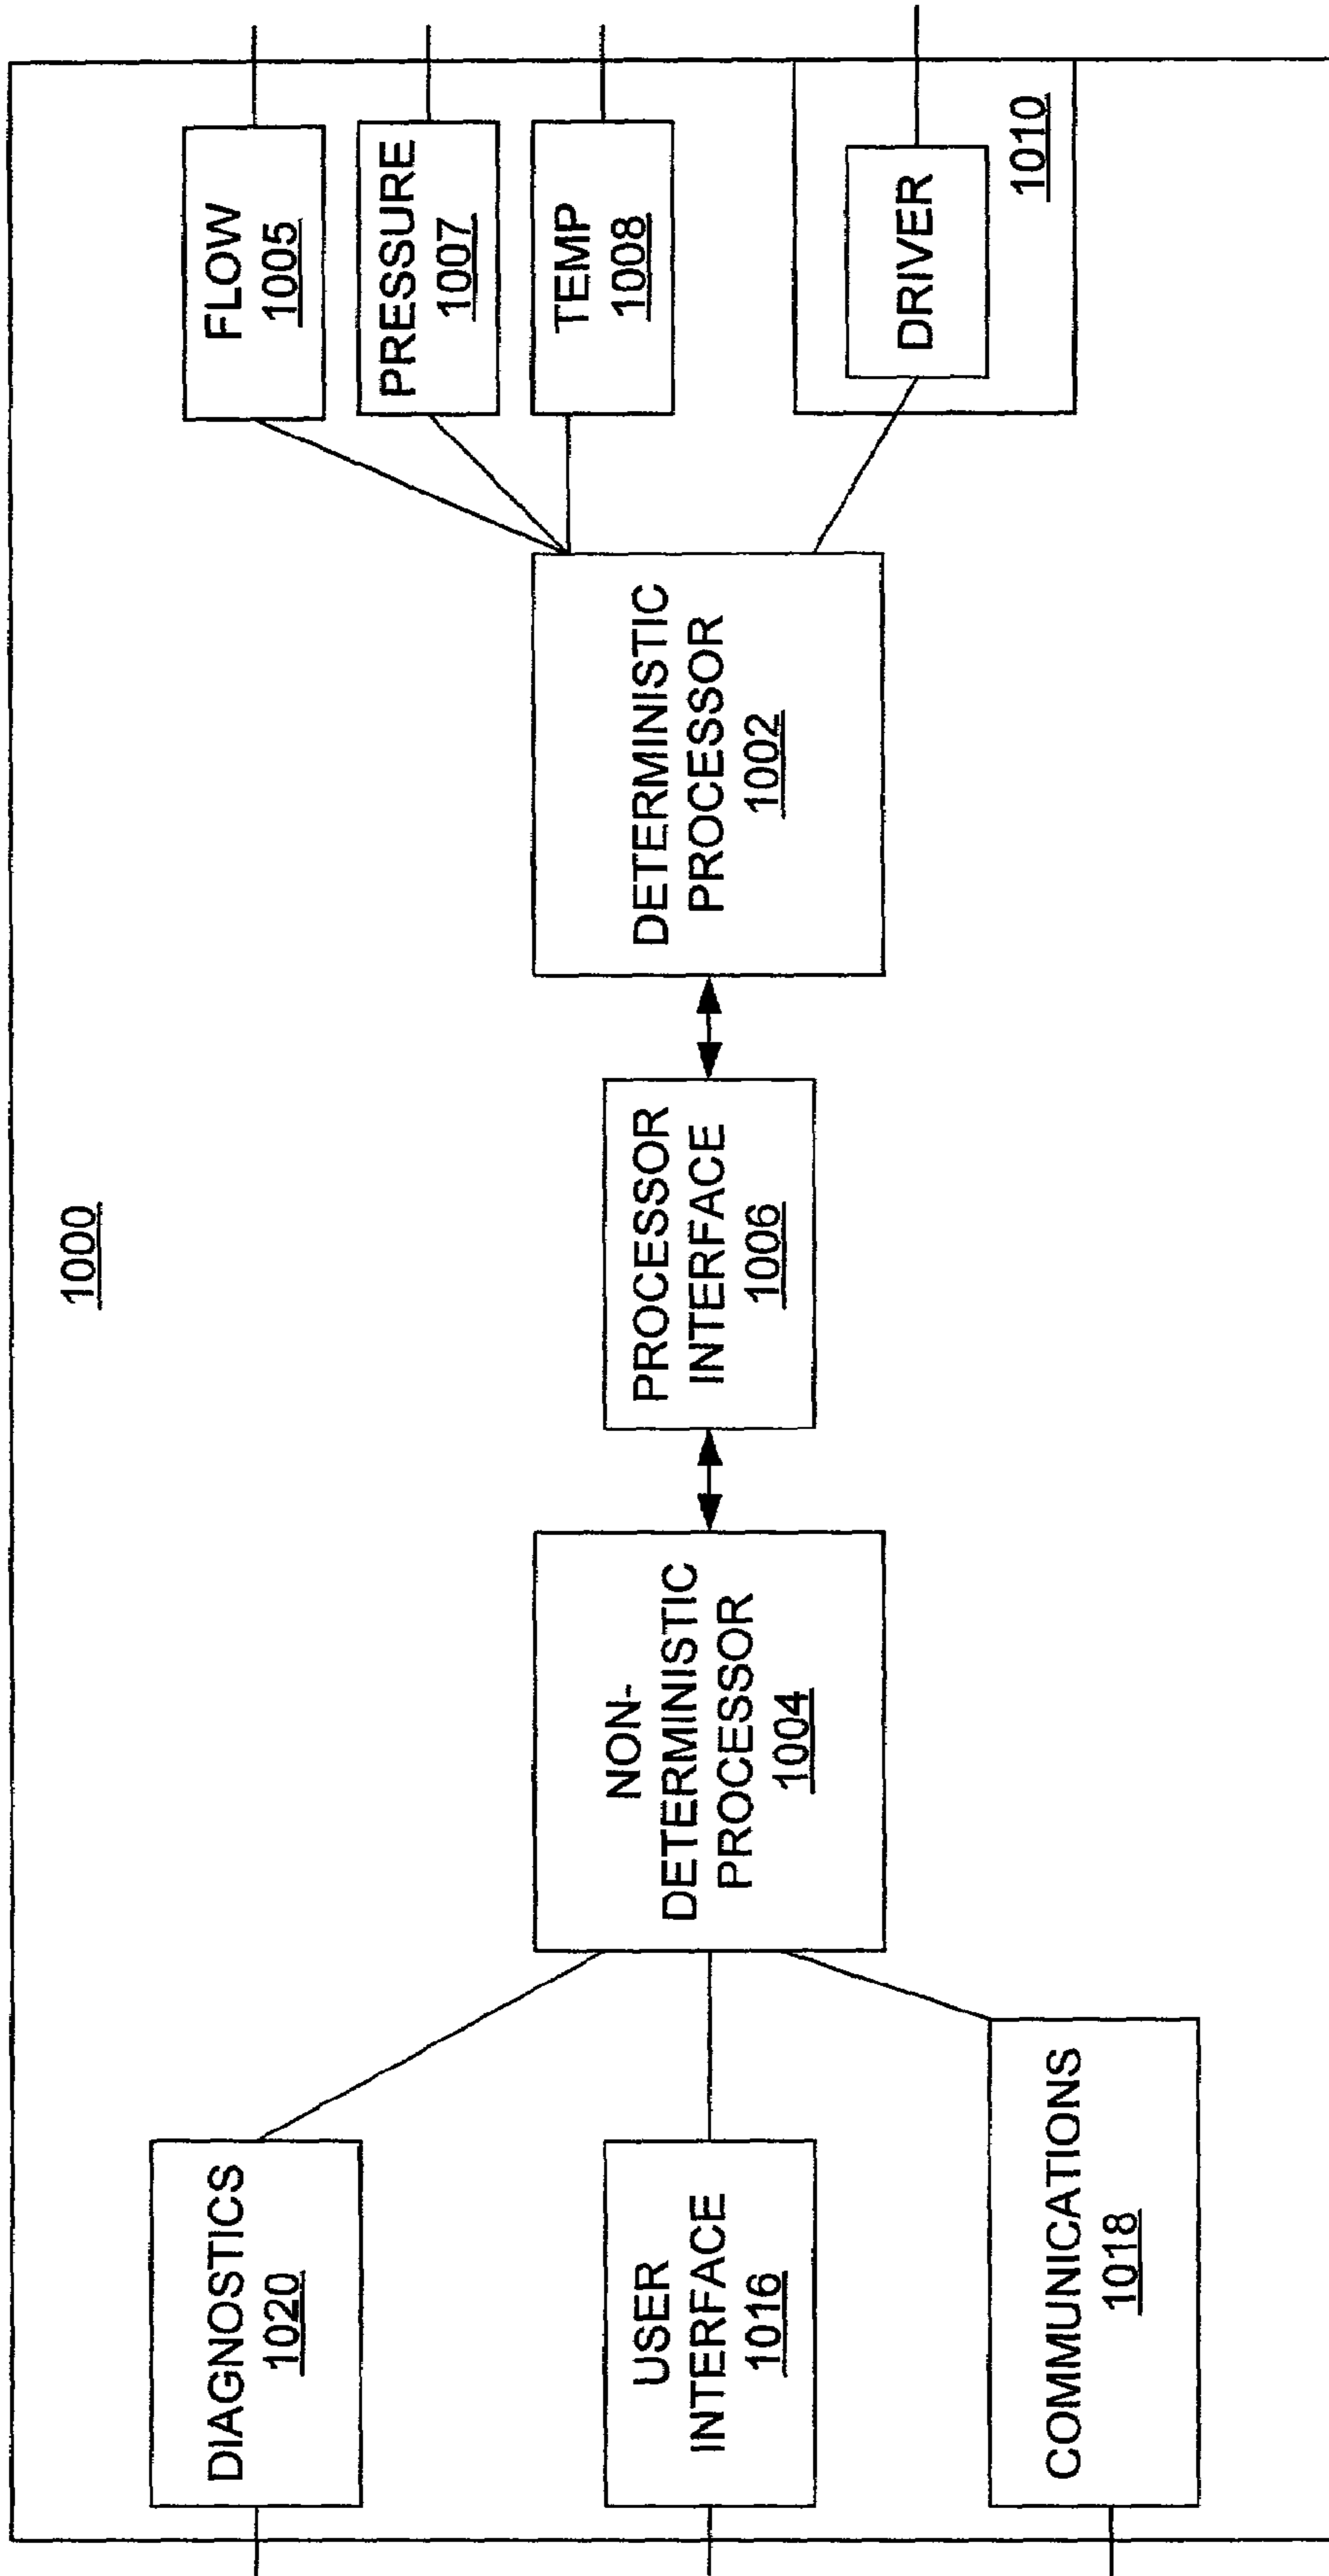 1000
DIAGNOSTICS
1020
USER
INTERFACE
1016
COMMUNICATIONS
1018
NON-
DETERMINISTIC
PROCESSOR
1004
PROCESSOR
INTERFACE
1006
DETERMINISTIC
PROCESSOR
1002
FLOW
1005
PRESSURE
1007
TEMP
1008
DRIVER
1010